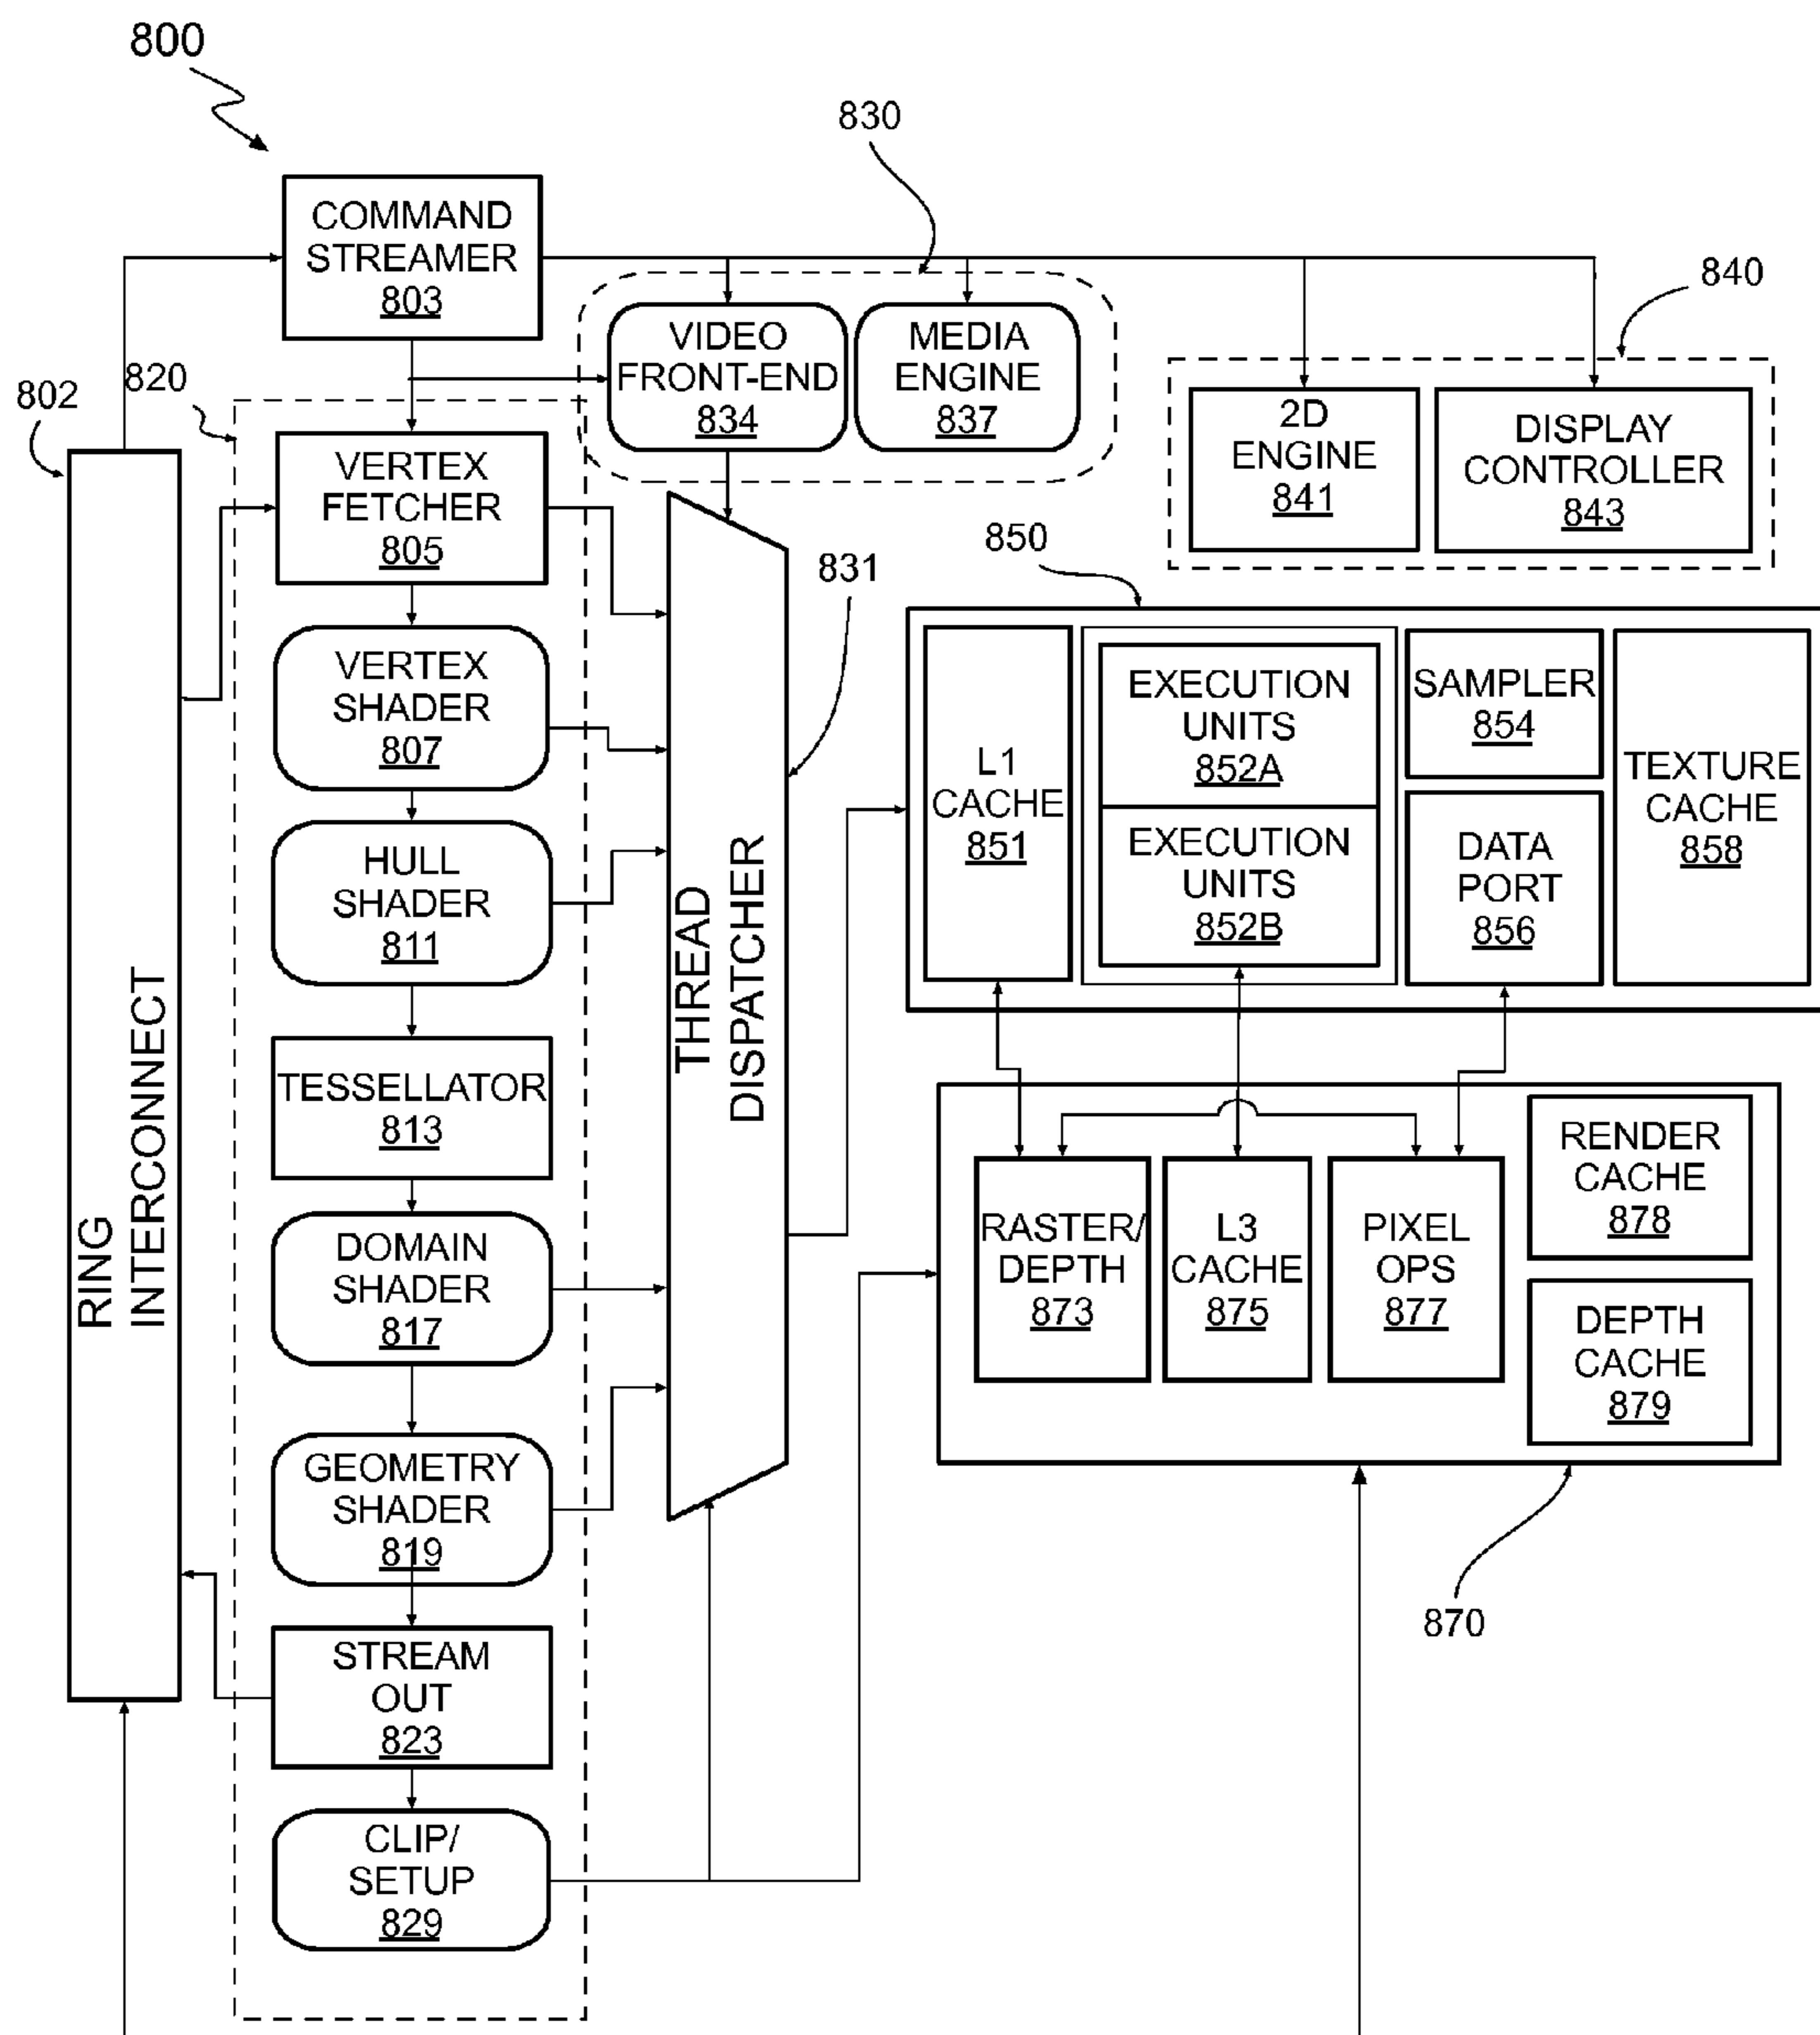 800
830
COMMAND
STREAMER
803
840
VIDEO
FRONT-END
834
MEDIA
ENGINE
837
802
820
2D
ENGINE
841
DISPLAY
CONTROLLER
843
VERTEX
FETCHER
805
850
831
VERTEX
SHADER
807
L1
CACHE
851
EXECUTION
UNITS
852A
EXECUTION
UNITS
852B
SAMPLER
854
DATA
PORT
856
TEXTURE
CACHE
858
HULL
SHADER
811
THREAD
DISPATCHER
RING
INTERCONNECT
TESSELLATOR
813
DOMAIN
SHADER
817
RASTER/
DEPTH
873
L3
CACHE
875
PIXEL
OPS
877
RENDER
CACHE
878
DEPTH
CACHE
879
GEOMETRY
SHADER
819
870
STREAM
OUT
823
CLIP/
SETUP
829